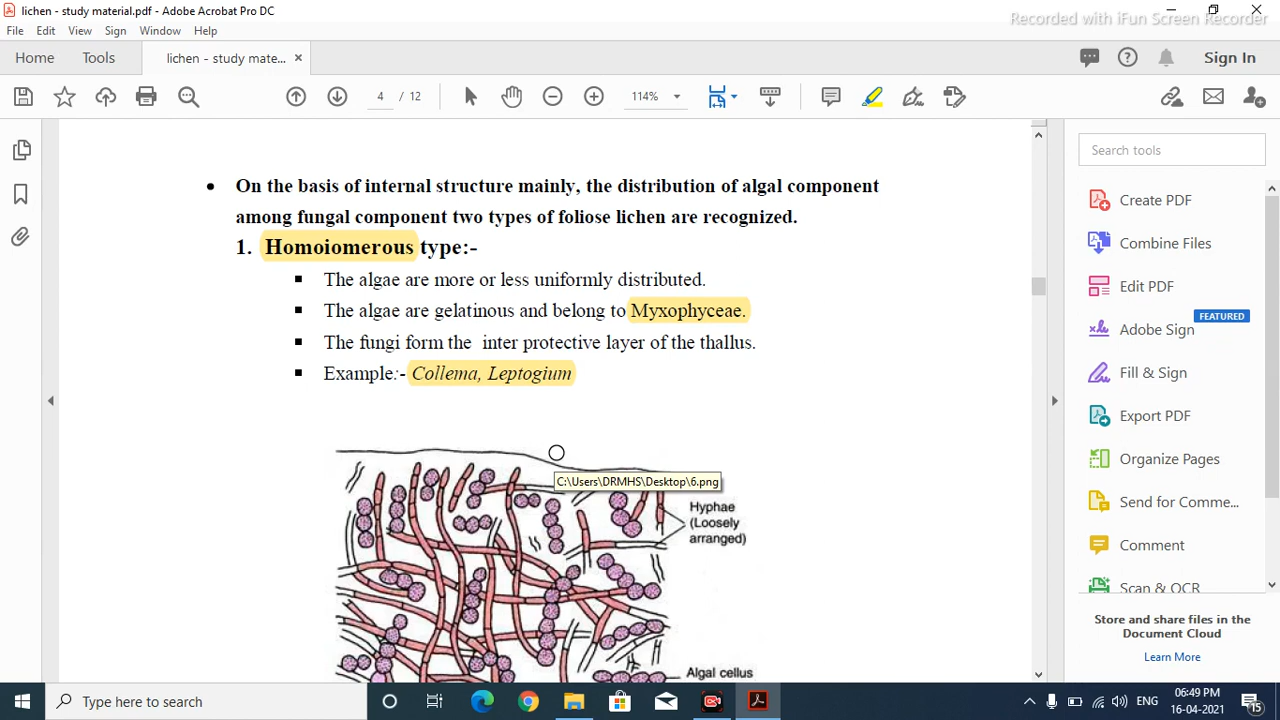 lichen - study material.pdf - Adobe Acrobat Pro DC
Recorded with iFun Screen Recorder
File Edit View Sign Window Help
Home Tools lichen - study mate... Sign In
4 / 12 114%
Search tools
• On the basis of internal structure mainly, the distribution of algal component
among fungal component two types of foliose lichen are recognized.
1. Homoiomerous type:-
▪ The algae are more or less uniformly distributed.
▪ The algae are gelatinous and belong to Myxophyceae.
▪ The fungi form the inter protective layer of the thallus.
▪ Example:- Collema, Leptogium
C:\Users\DRMHS\Desktop\6.png
Hyphae
(Loosely
arranged)
Algal cellus
Create PDF
Combine Files
Edit PDF
FEATURED
Adobe Sign
Fill & Sign
Export PDF
Organize Pages
Send for Comme...
Comment
Scan & OCR
Store and share files in the
Document Cloud
Learn More
Type here to search
ENG
06:49 PM
16-04-2021
15